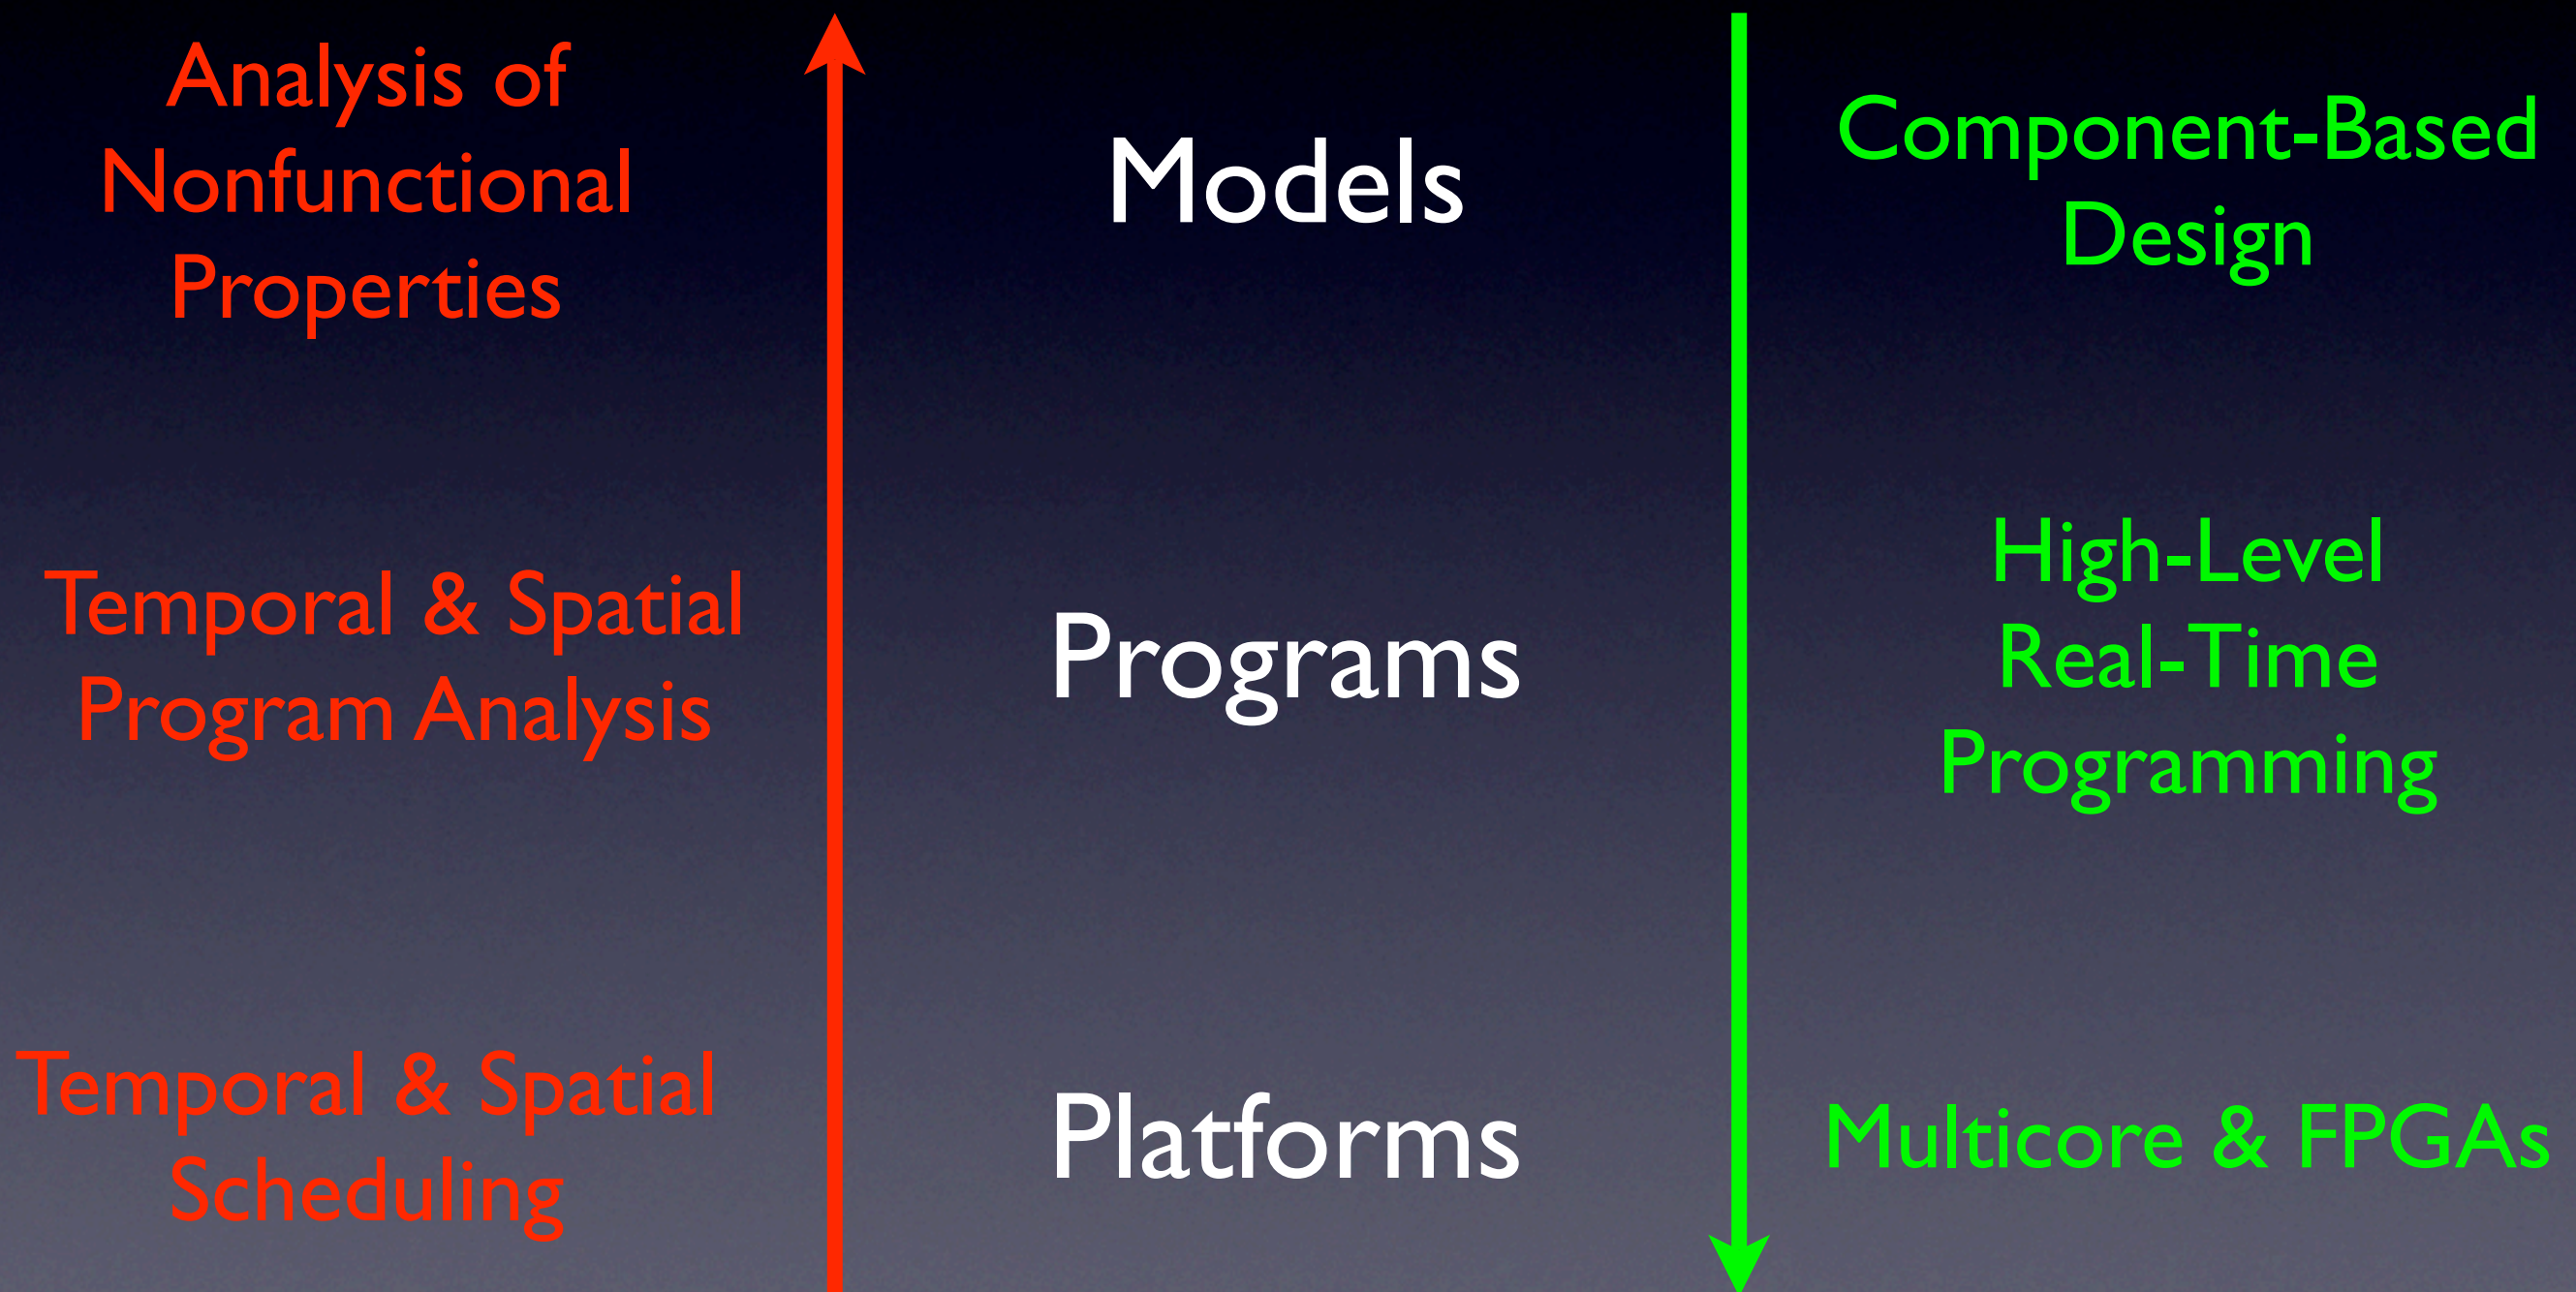 Analysis of
Nonfunctional
Properties
Models
Component-Based
Design
Temporal & Spatial
Program Analysis
Programs
High-Level
Real-Time
Programming
Temporal & Spatial
Scheduling
Platforms
Multicore & FPGAs